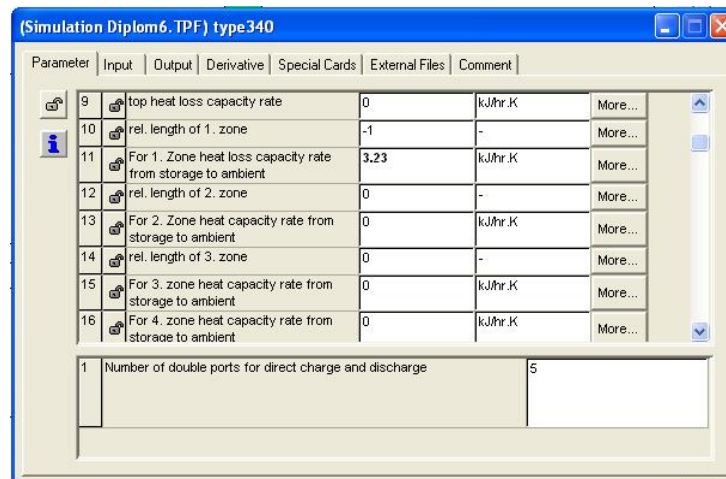 (Simulation Diplom6.TPF) type340
Parameter Input Output Derivative Special Cards External Files Comment
9 top heat loss capacity rate 0 kJ/hr.K More...
10 rel. length of 1. zone -1 - More...
11 For 1. Zone heat loss capacity rate 3.23 kJ/hr.K More...
from storage to ambient
12 rel. length of 2. zone 0 - More...
13 For 2. Zone heat capacity rate from 0 kJ/hr.K More...
storage to ambient
14 rel. length of 3. zone 0 - More...
15 For 3. zone heat capacity rate from 0 kJ/hr.K More...
storage to ambient
16 For 4. zone heat capacity rate from 0 kJ/hr.K More...
storage to ambient
1 Number of double ports for direct charge and discharge 5